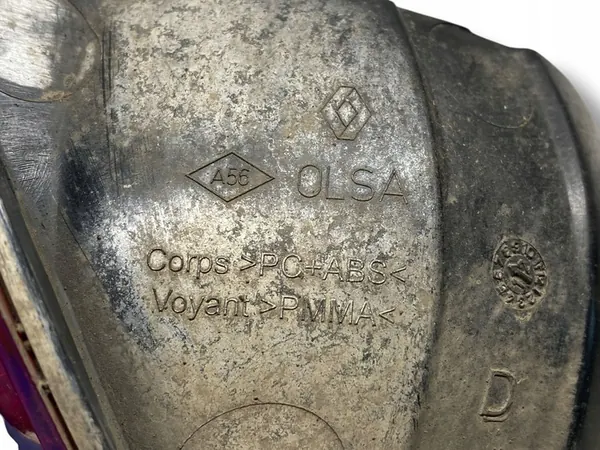 A56 OLSA
Corps >PC+ABS<
Voyant >PMMA<
D